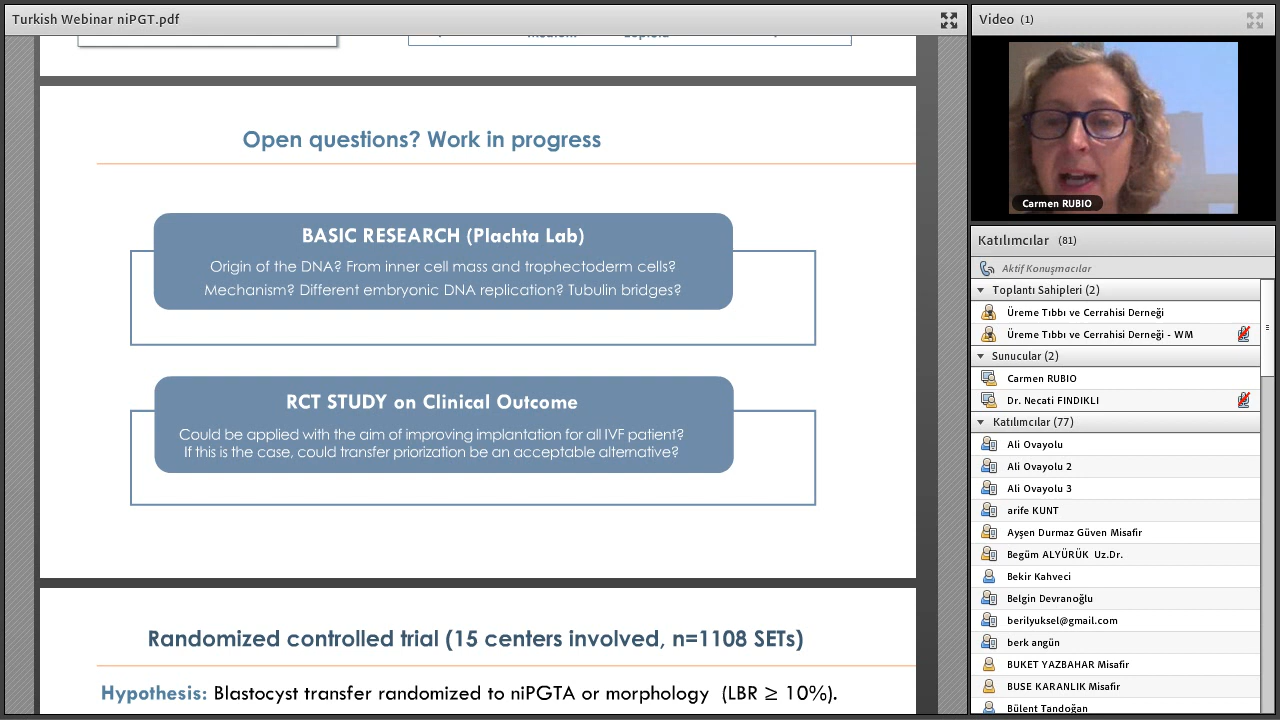 Turkish Webinar niPGT.pdf
Open questions? Work in progress
BASIC RESEARCH (Plachta Lab)
Origin of the DNA? From inner cell mass and trophectoderm cells?
Mechanism? Different embryonic DNA replication? Tubulin bridges?
RCT STUDY on Clinical Outcome
Could be applied with the aim of improving implantation for all IVF patient?
If this is the case, could transfer priorization be an acceptable alternative?
Randomized controlled trial (15 centers involved, n=1108 SETs)
Hypothesis: Blastocyst transfer randomized to niPGTA or morphology (LBR ≥ 10%).
Video (1)
Carmen RUBIO
Katılımcılar (81)
Aktif Konuşmacılar
Toplantı Sahipleri (2)
Üreme Tıbbı ve Cerrahisi Derneği
Üreme Tıbbı ve Cerrahisi Derneği - WM
Sunucular (2)
Carmen RUBIO
Dr. Necati FINDIKLI
Katılımcılar (77)
Ali Ovayolu
Ali Ovayolu 2
Ali Ovayolu 3
arife KUNT
Ayşen Durmaz Güven Misafir
Begüm ALYÜRÜK Uz.Dr.
Bekir Kahveci
Belgin Devranoğlu
berilyuksel@gmail.com
berk angün
BUKET YAZBAHAR Misafir
BUSE KARANLIK Misafir
Bülent Tandoğan